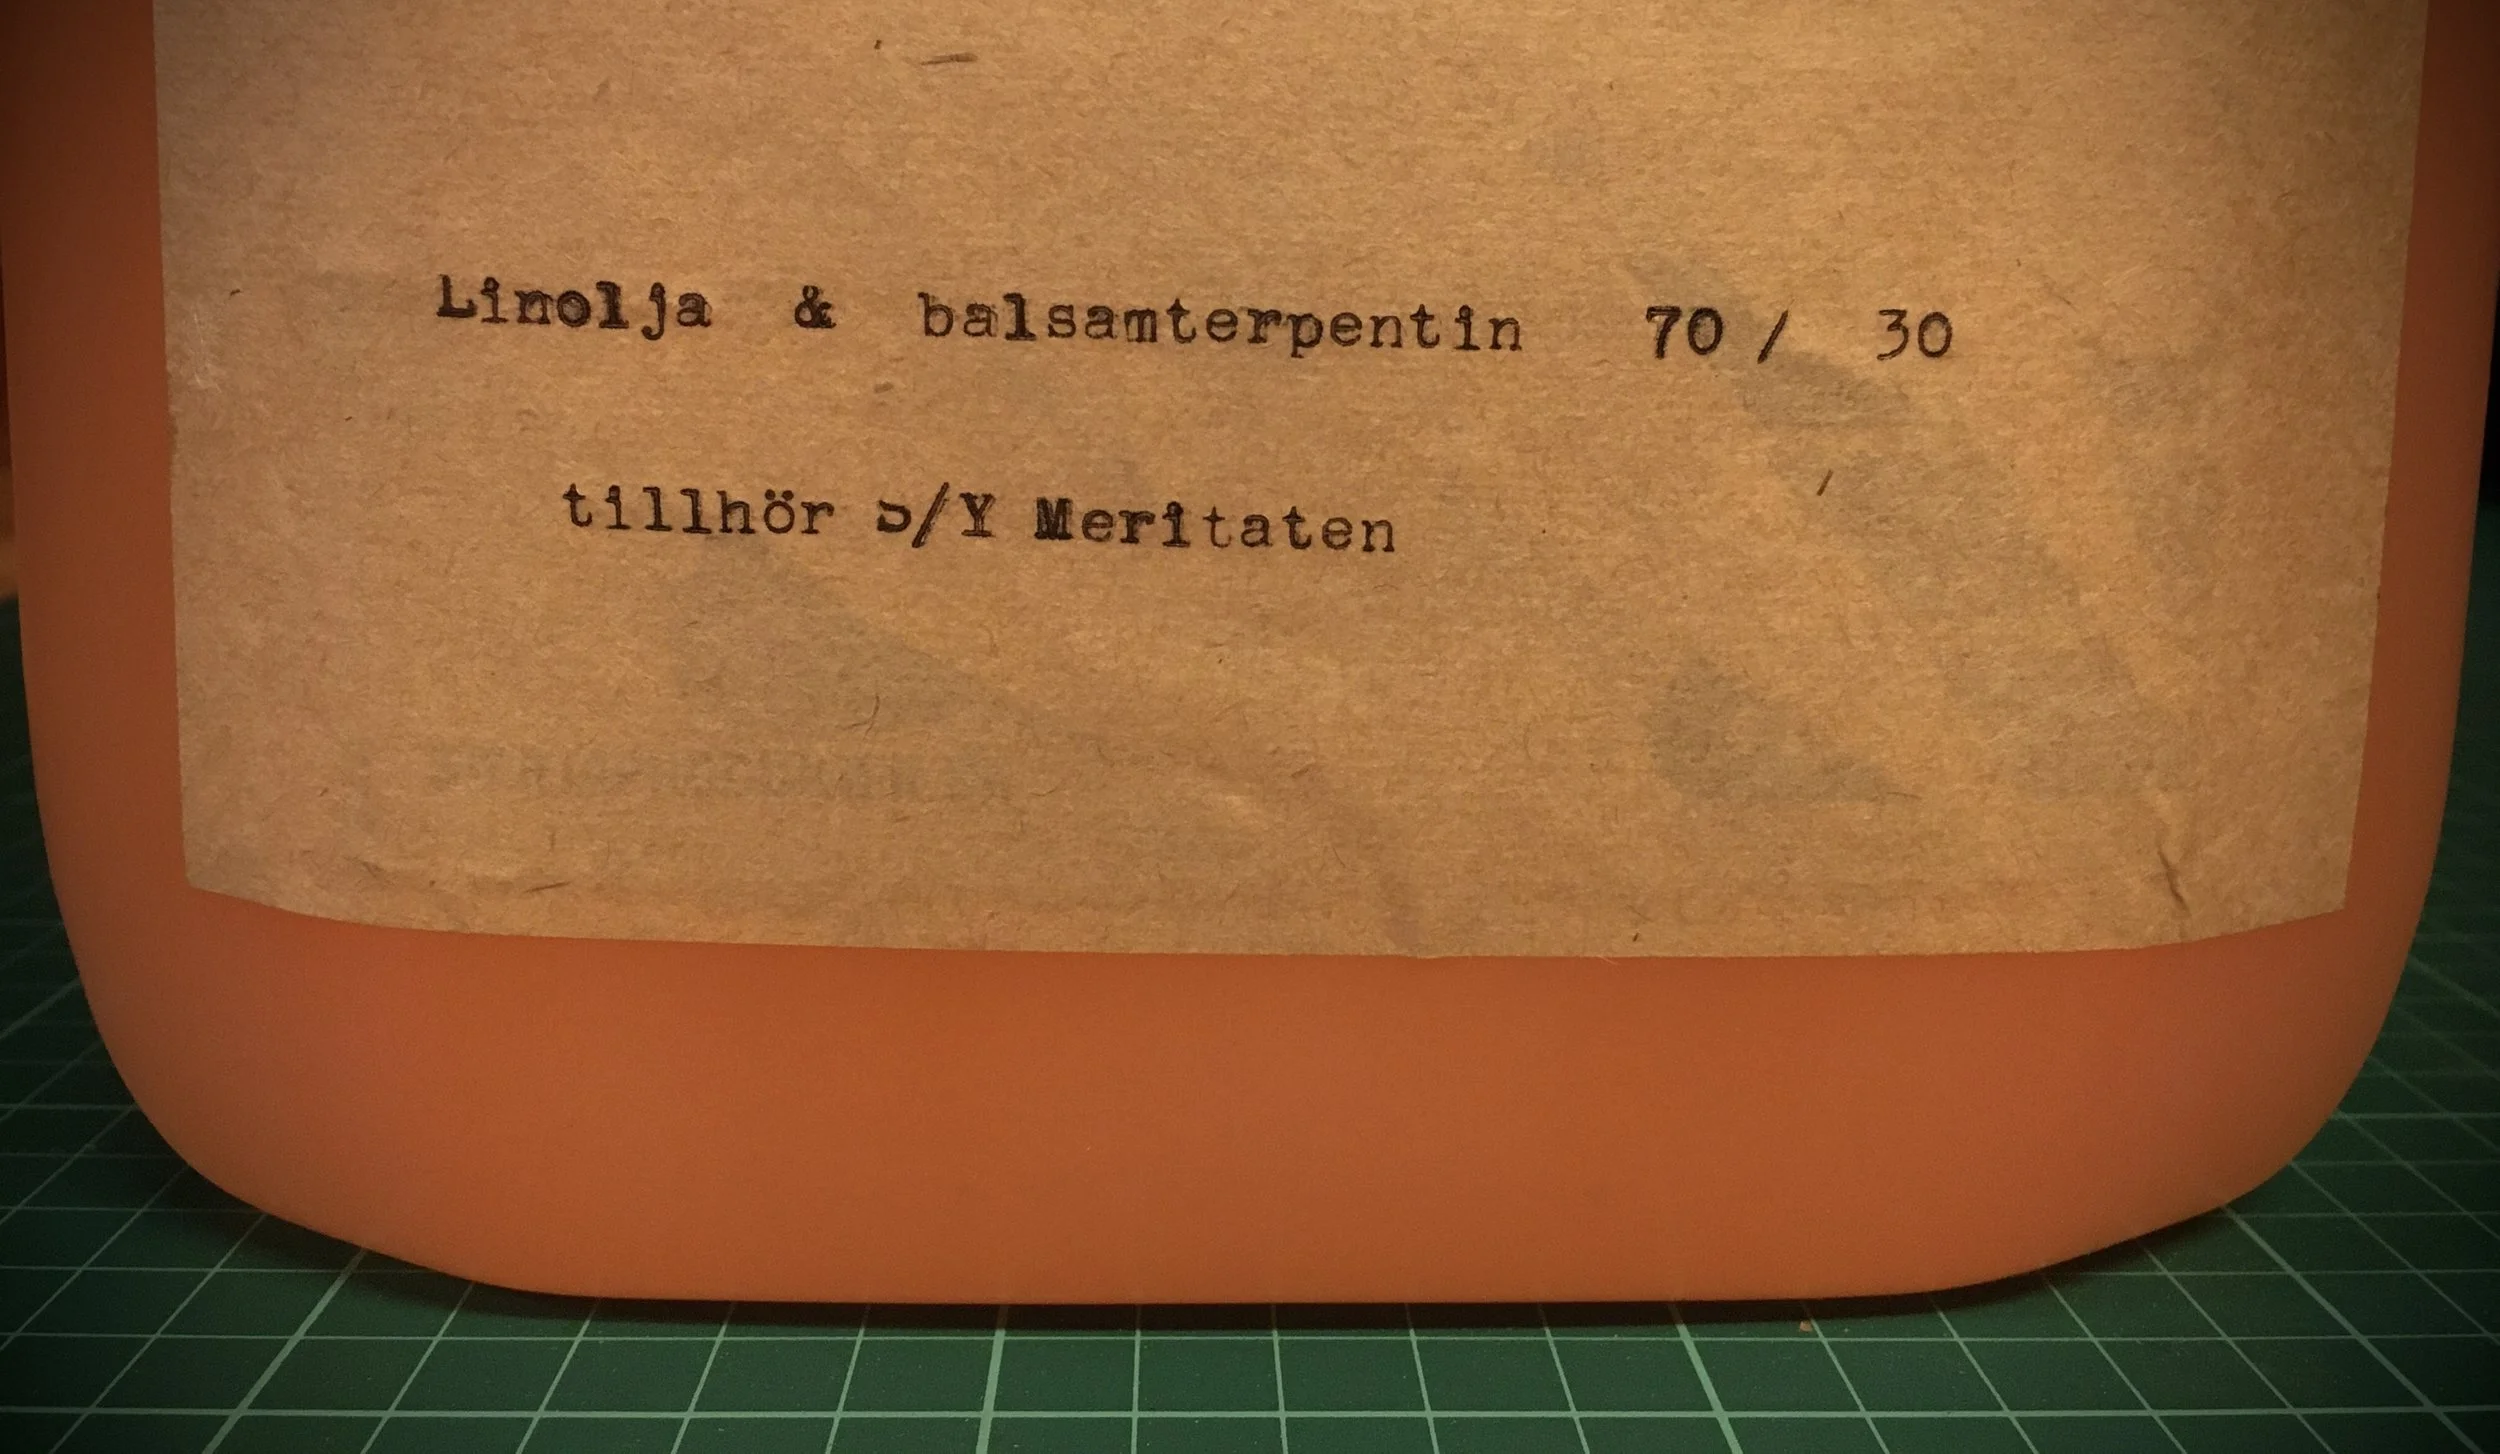 Linolja & balsamterpentin 70 / 30
tillhör S/Y Meritaten